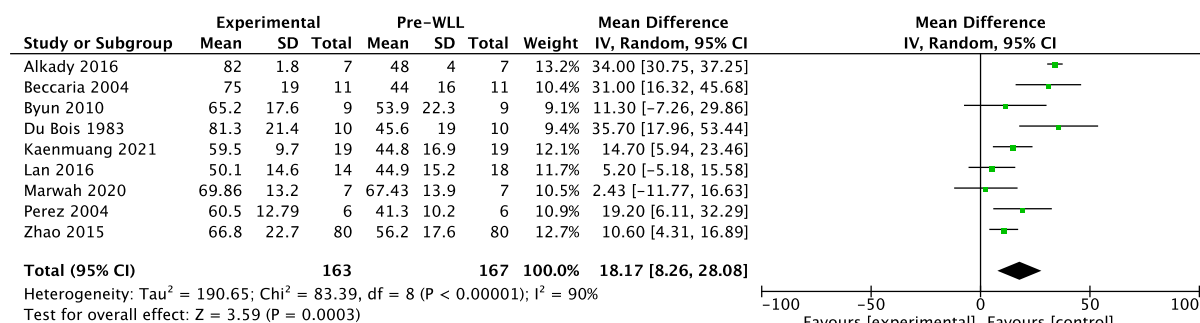 Experimental Pre-WLL Mean Difference Mean Difference
Study or Subgroup Mean SD Total Mean SD Total Weight IV, Random, 95% CI IV, Random, 95% CI
Alkady 2016 82 1.8 7 48 4 7 13.2% 34.00 [30.75, 37.25]
Beccaria 2004 75 19 11 44 16 11 10.4% 31.00 [16.32, 45.68]
Byun 2010 65.2 17.6 9 53.9 22.3 9 9.1% 11.30 [-7.26, 29.86]
Du Bois 1983 81.3 21.4 10 45.6 19 10 9.4% 35.70 [17.96, 53.44]
Kaenmuang 2021 59.5 9.7 19 44.8 16.9 19 12.1% 14.70 [5.94, 23.46]
Lan 2016 50.1 14.6 14 44.9 15.2 18 11.7% 5.20 [-5.18, 15.58]
Marwah 2020 69.86 13.2 7 67.43 13.9 7 10.5% 2.43 [-11.77, 16.63]
Perez 2004 60.5 12.79 6 41.3 10.2 6 10.9% 19.20 [6.11, 32.29]
Zhao 2015 66.8 22.7 80 56.2 17.6 80 12.7% 10.60 [4.31, 16.89]
Total (95% CI) 163 167 100.0% 18.17 [8.26, 28.08]
Heterogeneity: Tau² = 190.65; Chi² = 83.39, df = 8 (P < 0.00001); I² = 90%
Test for overall effect: Z = 3.59 (P = 0.0003)
-100 -50 0 50 100
Favours [experimental] Favours [control]